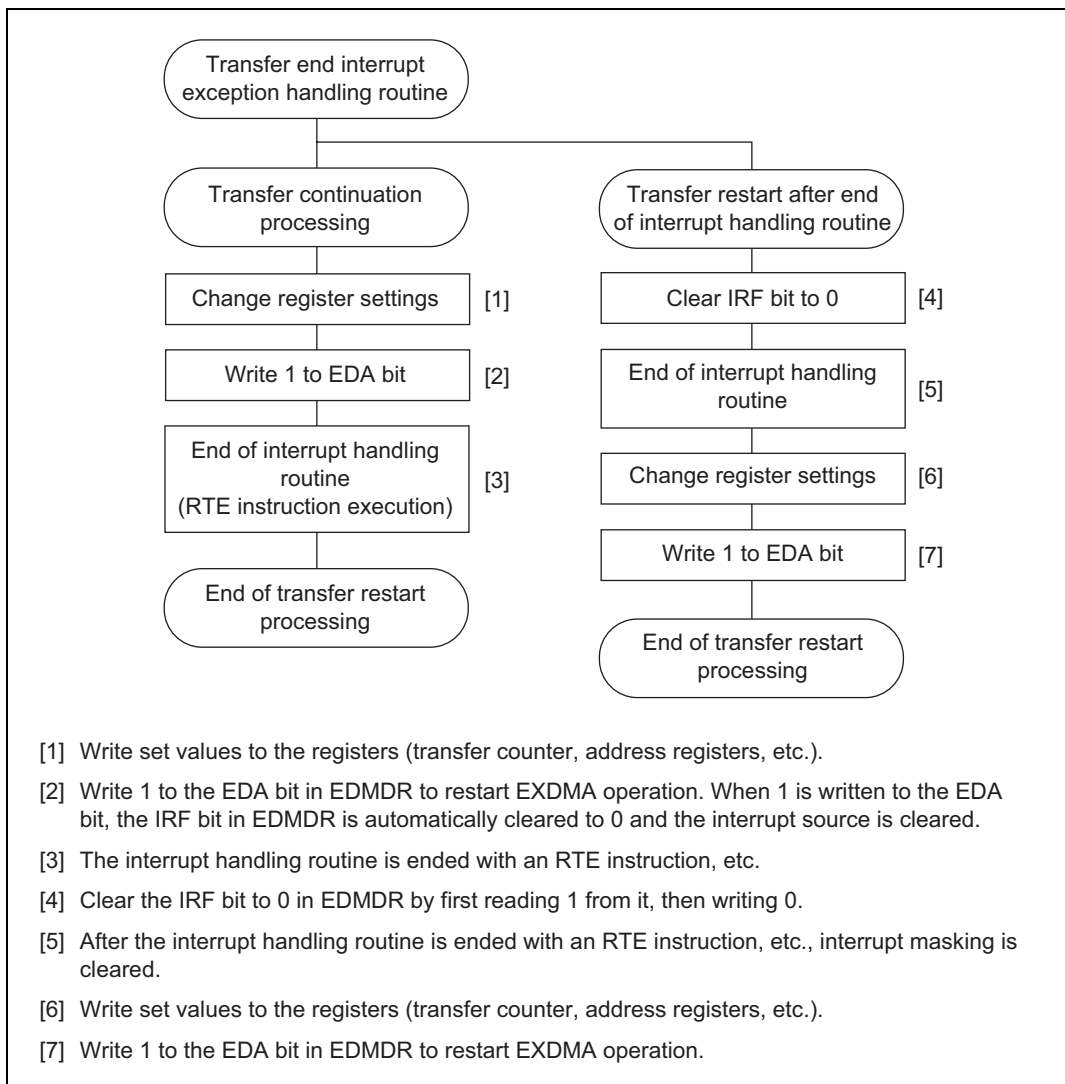 Transfer end interrupt
exception handling routine
Transfer continuation
processing
Change register settings [1]
Write 1 to EDA bit [2]
End of interrupt handling
routine
(RTE instruction execution) [3]
End of transfer restart
processing
Transfer restart after end
of interrupt handling routine
Clear IRF bit to 0 [4]
End of interrupt handling
routine [5]
Change register settings [6]
Write 1 to EDA bit [7]
End of transfer restart
processing
[1] Write set values to the registers (transfer counter, address registers, etc.).
[2] Write 1 to the EDA bit in EDMDR to restart EXDMA operation. When 1 is written to the EDA
bit, the IRF bit in EDMDR is automatically cleared to 0 and the interrupt source is cleared.
[3] The interrupt handling routine is ended with an RTE instruction, etc.
[4] Clear the IRF bit to 0 in EDMDR by first reading 1 from it, then writing 0.
[5] After the interrupt handling routine is ended with an RTE instruction, etc., interrupt masking is
cleared.
[6] Write set values to the registers (transfer counter, address registers, etc.).
[7] Write 1 to the EDA bit in EDMDR to restart EXDMA operation.